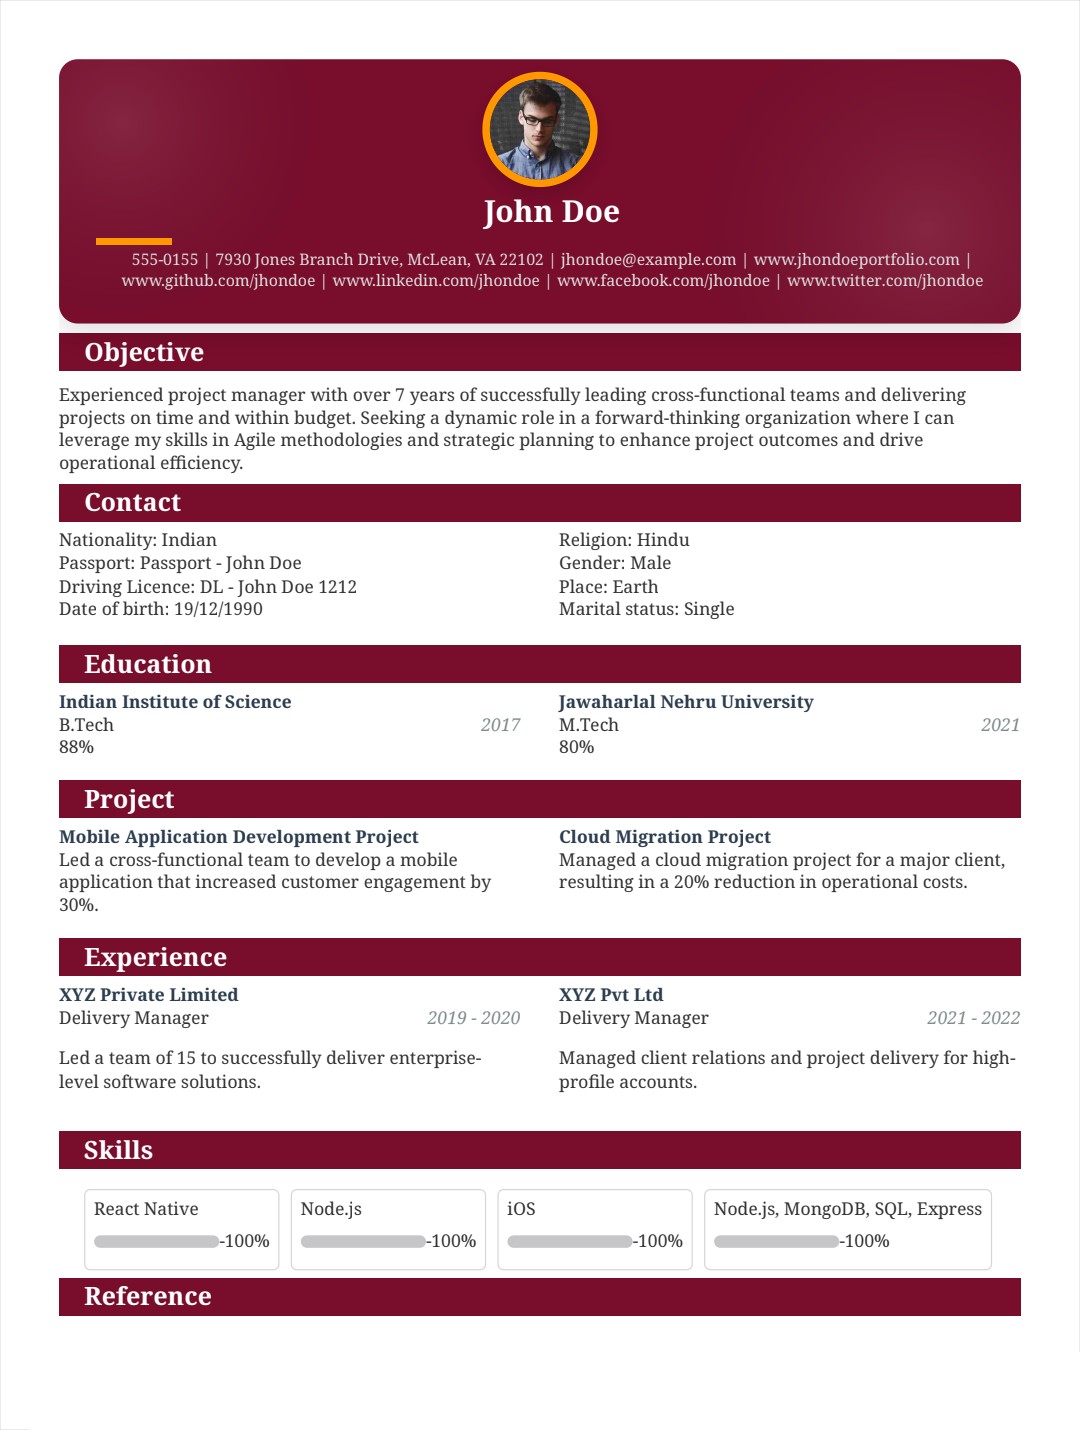 John Doe
555-0155 | 7930 Jones Branch Drive, McLean, VA 22102 | jhondoe@example.com | www.jhondoeportfolio.com |
www.github.com/jhondoe | www.linkedin.com/jhondoe | www.facebook.com/jhondoe | www.twitter.com/jhondoe
Objective
Experienced project manager with over 7 years of successfully leading cross-functional teams and delivering
projects on time and within budget. Seeking a dynamic role in a forward-thinking organization where I can
leverage my skills in Agile methodologies and strategic planning to enhance project outcomes and drive
operational efficiency.
Contact
Nationality: Indian
Passport: Passport - John Doe
Driving Licence: DL - John Doe 1212
Date of birth: 19/12/1990
Religion: Hindu
Gender: Male
Place: Earth
Marital status: Single
Education
Indian Institute of Science
B.Tech 2017
88%
Jawaharlal Nehru University
M.Tech 2021
80%
Project
Mobile Application Development Project
Led a cross-functional team to develop a mobile
application that increased customer engagement by
30%.
Cloud Migration Project
Managed a cloud migration project for a major client,
resulting in a 20% reduction in operational costs.
Experience
XYZ Private Limited
Delivery Manager 2019 - 2020
Led a team of 15 to successfully deliver enterprise-
level software solutions.
XYZ Pvt Ltd
Delivery Manager 2021 - 2022
Managed client relations and project delivery for high-
profile accounts.
Skills
React Native
-100%
Node.js
-100%
iOS
-100%
Node.js, MongoDB, SQL, Express
-100%
Reference